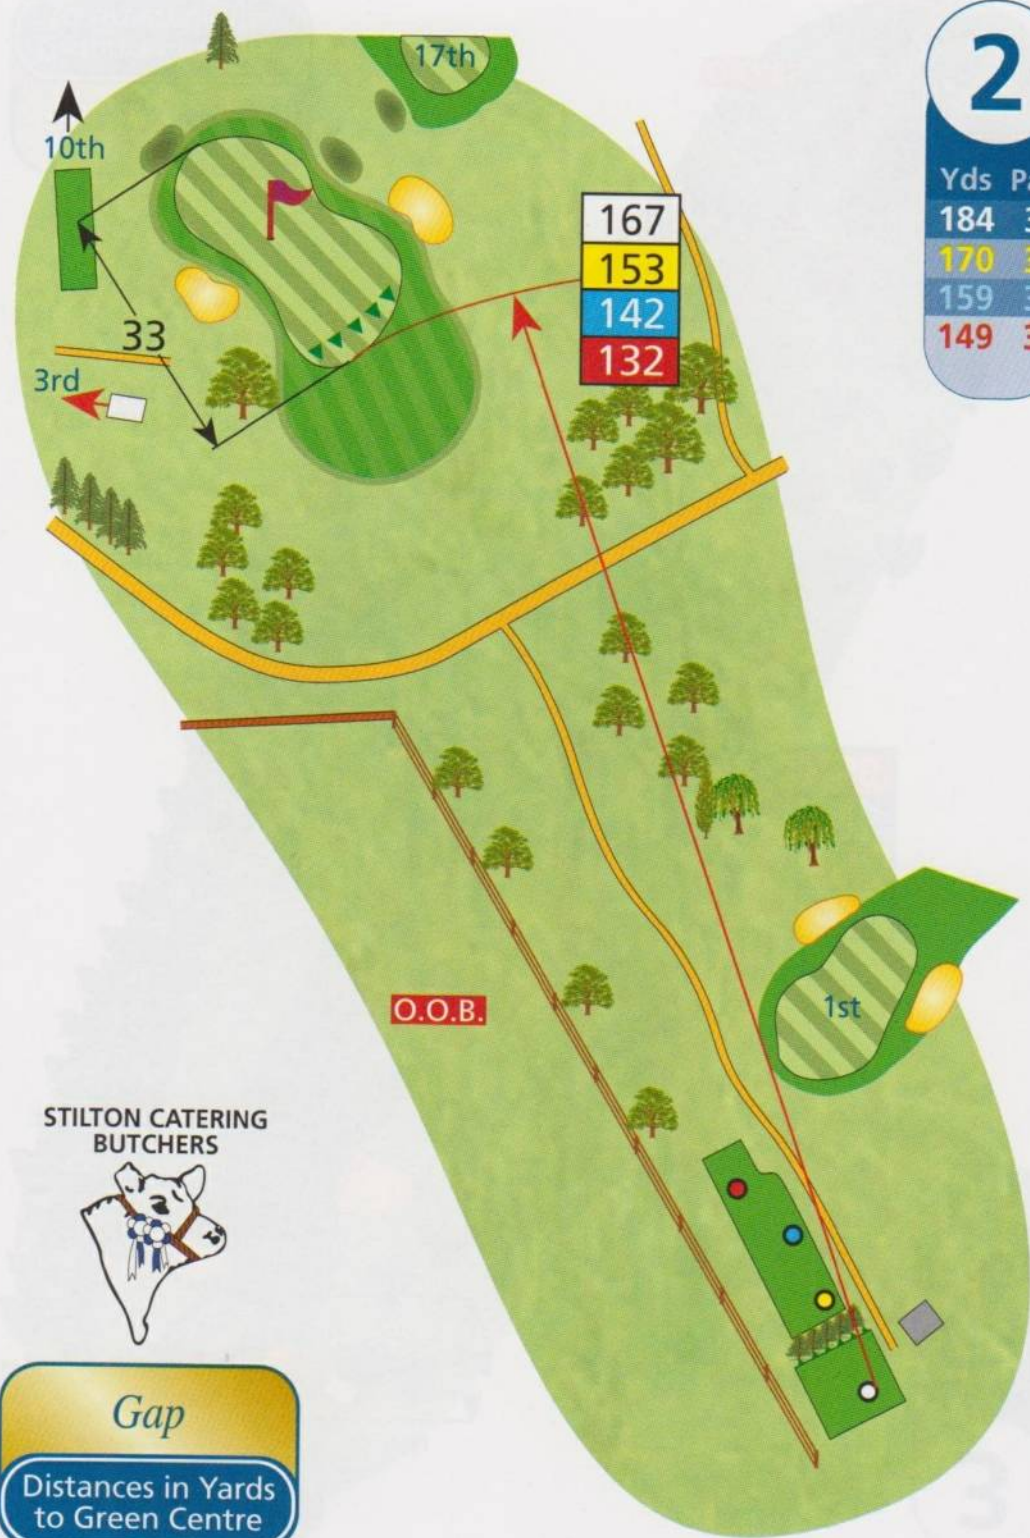 17th
2
10th
Yds
184
170
159
149
167
153
142
132
33
3rd
O.O.B.
1st
STILTON CATERING
BUTCHERS
Gap
Distances in Yards
to Green Centre